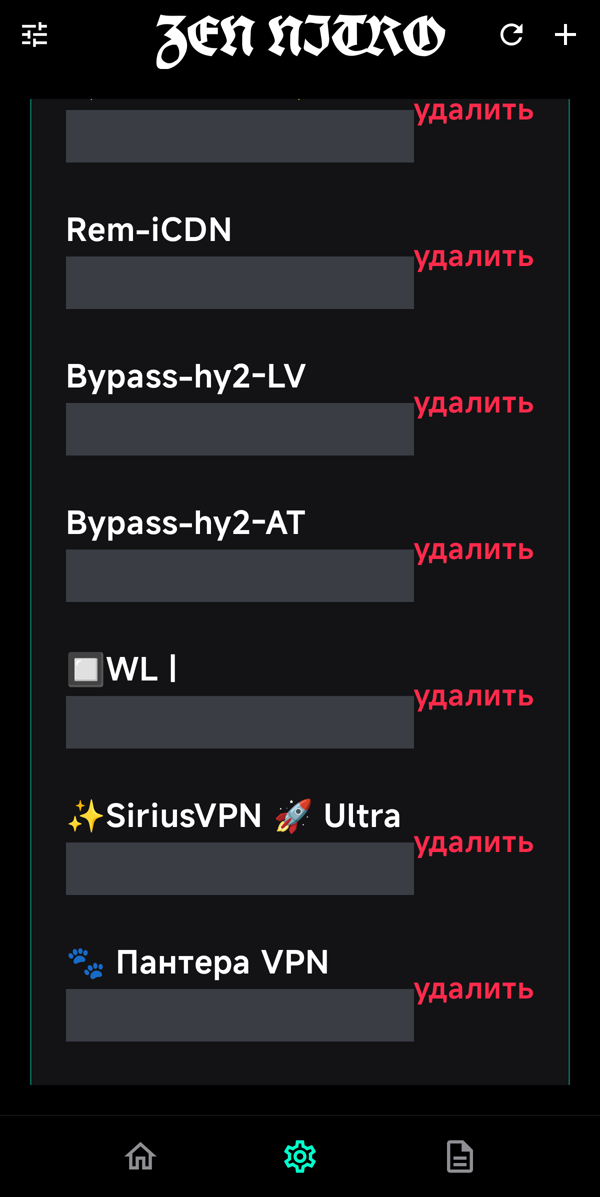 ZEN NITRO
удалить
Rem-iCDN
удалить
Bypass-hy2-LV
удалить
Bypass-hy2-AT
удалить
🔲WL |
удалить
✨SiriusVPN 🚀 Ultra
удалить
🐾 Пантера VPN
удалить